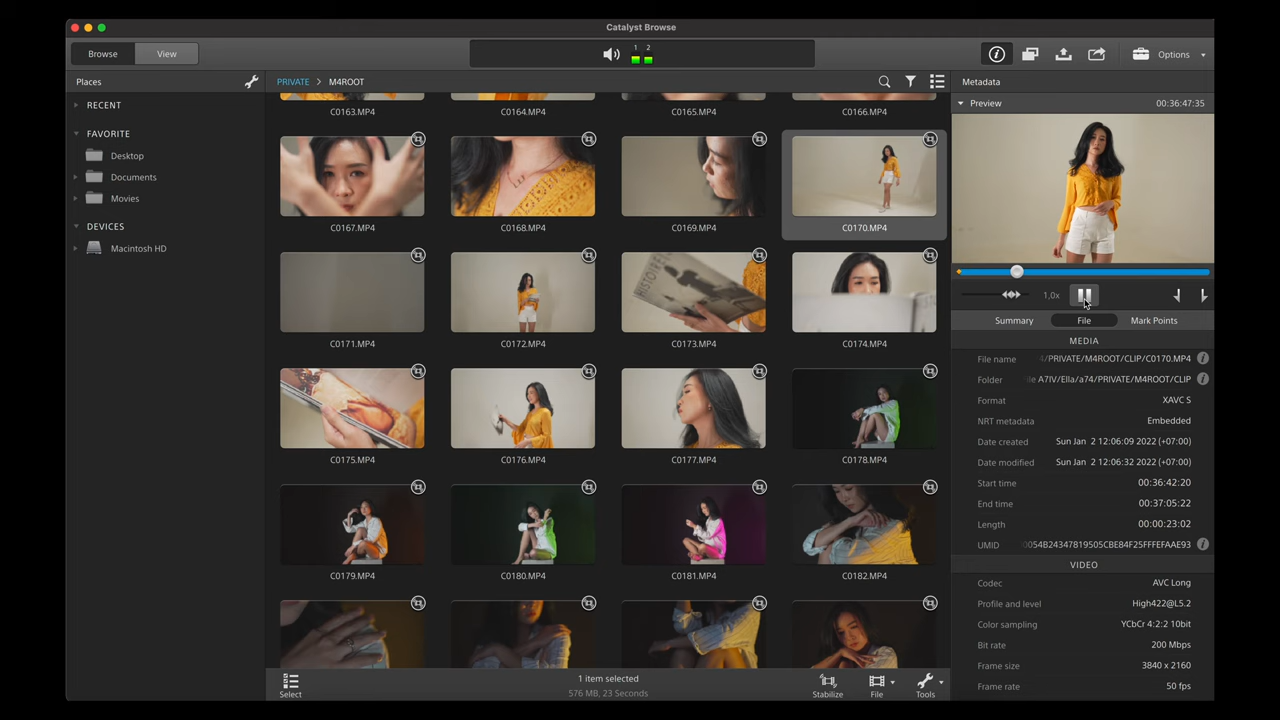 Catalyst Browse
Browse
View
1 2
Options
Places
PRIVATE > M4ROOT
Metadata
RECENT
FAVORITE
Desktop
Documents
Movies
DEVICES
Macintosh HD
C0163.MP4
C0164.MP4
C0165.MP4
C0166.MP4
C0167.MP4
C0168.MP4
C0169.MP4
C0170.MP4
HISTOIRES
C0171.MP4
C0172.MP4
C0173.MP4
C0174.MP4
C0175.MP4
C0176.MP4
C0177.MP4
C0178.MP4
C0179.MP4
C0180.MP4
C0181.MP4
C0182.MP4
Select
1 item selected
576 MB, 23 Seconds
Stabilize
File
Tools
Preview
00:36:47:35
1,0x
Summary
File
Mark Points
MEDIA
File name /PRIVATE/M4ROOT/CLIP/C0170.MP4
Folder A7IV/Ella/a74/PRIVATE/M4ROOT/CLIP
Format XAVC S
NRT metadata Embedded
Date created Sun Jan 2 12:06:09 2022 (+07:00)
Date modified Sun Jan 2 12:06:32 2022 (+07:00)
Start time 00:36:42:20
End time 00:37:05:22
Length 00:00:23:02
UMID 0054B24347819505CBE84F25FFFEFAAE93
VIDEO
Codec AVC Long
Profile and level High422@L5.2
Color sampling YCbCr 4:2:2 10bit
Bit rate 200 Mbps
Frame size 3840 x 2160
Frame rate 50 fps